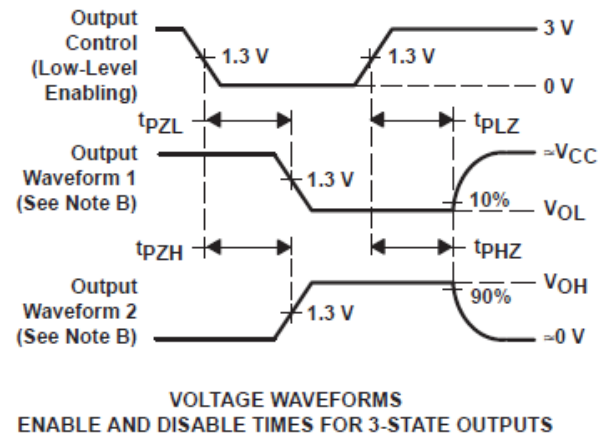 Output
Control
(Low-Level
Enabling)
1.3 V
1.3 V
3 V
0 V
tPZL
tPLZ
Output
Waveform 1
(See Note B)
1.3 V
≈VCC
10%
VOL
tPZH
tPHZ
Output
Waveform 2
(See Note B)
1.3 V
VOH
90%
≈0 V
VOLTAGE WAVEFORMS
ENABLE AND DISABLE TIMES FOR 3-STATE OUTPUTS